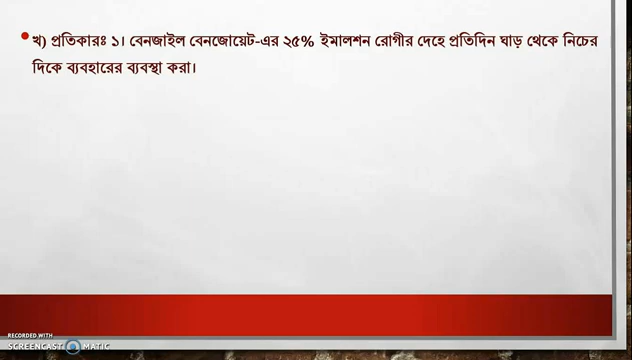 খ) প্রতিকারঃ ১। বেনজাইল বেনজোয়েট-এর ২৫% ইমালশন রোগীর দেহে প্রতিদিন ঘাড় থেকে নিচের
দিকে ব্যবহারের ব্যবস্থা করা।
RECORDED WITH
SCREENCAST MATIC